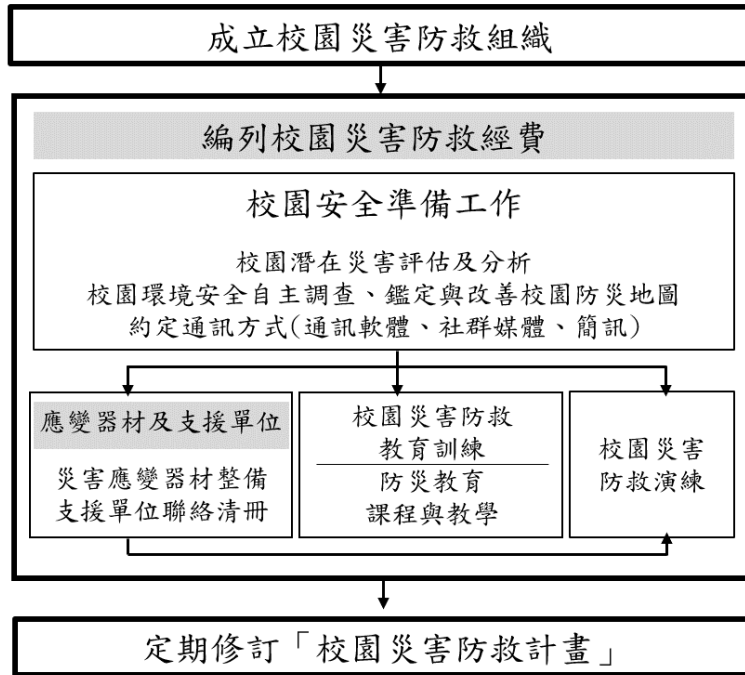 成立校園災害防救組織
編列校園災害防救經費
校園安全準備工作
校園潛在災害評估及分析
校園環境安全自主調查、鑑定與改善校園防災地圖
約定通訊方式(通訊軟體、社群媒體、簡訊)
應變器材及支援單位
災害應變器材整備
支援單位聯絡清冊
校園災害防救
教育訓練
防災教育
課程與教學
校園災害
防救演練
定期修訂「校園災害防救計畫」